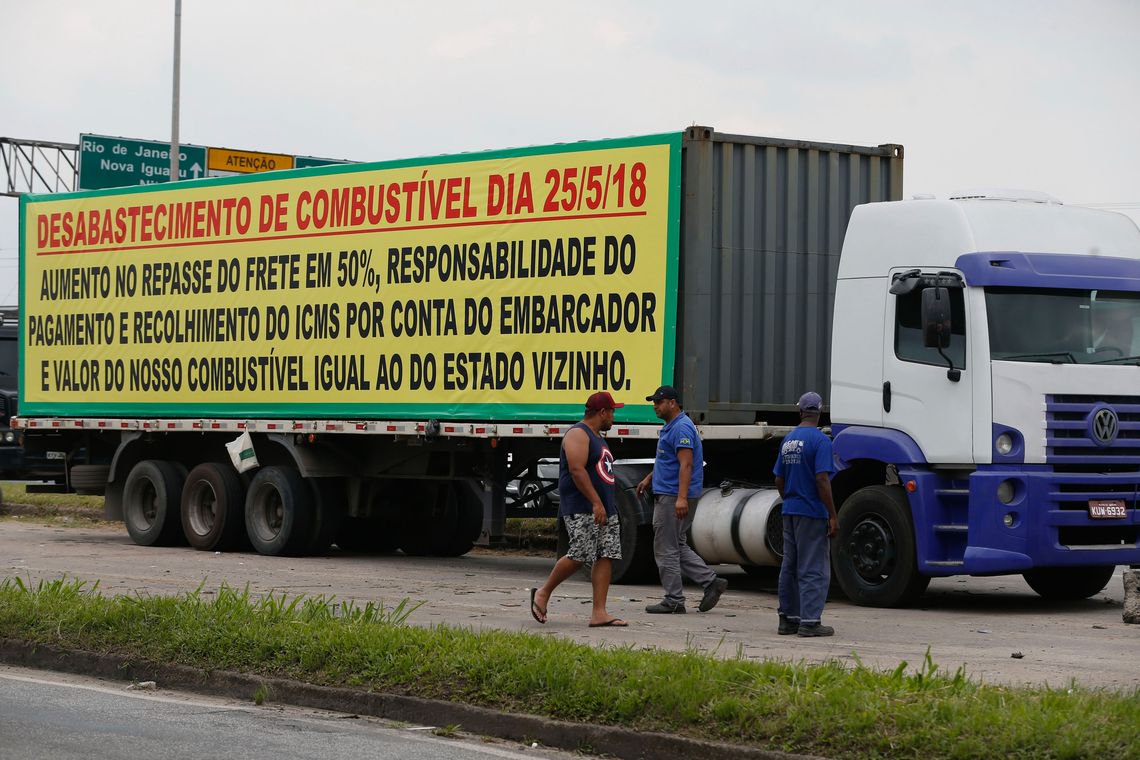 Rio de Janeiro
Nova Iguaçu
ATENÇÃO
DESABASTECIMENTO DE COMBUSTÍVEL DIA 25/5/18
AUMENTO NO REPASSE DO FRETE EM 50%, RESPONSABILIDADE DO
PAGAMENTO E RECOLHIMENTO DO ICMS POR CONTA DO EMBARCADOR
E VALOR DO NOSSO COMBUSTÍVEL IGUAL AO DO ESTADO VIZINHO.
KUW 6932